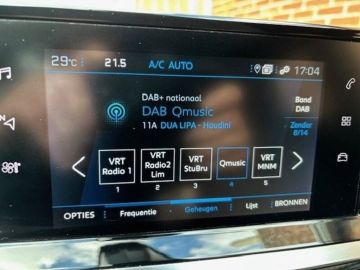 29°C 21.5 A/C AUTO 17:04
DAB+ nationaal
DAB Qmusic
11A DUA LIPA - Houdini
Band
DAB
Zender
8/14
VRT
Radio 1
VRT
Radio2
Lim
VRT
StuBru
Qmusic
VRT
MNM
1 2 3 4 5
OPTIES Frequentie Geheugen Lijst BRONNEN